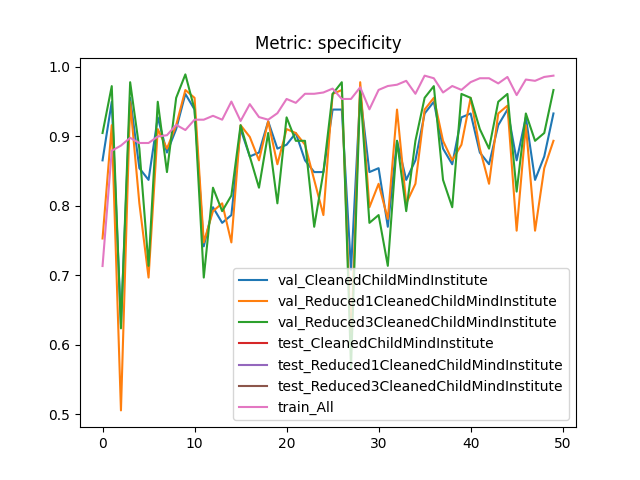 Metric: specificity
1.0
0.9
0.8
0.7
0.6
0.5
0
10
20
30
40
50
val_CleanedChildMindInstitute
val_Reduced1CleanedChildMindInstitute
val_Reduced3CleanedChildMindInstitute
test_CleanedChildMindInstitute
test_Reduced1CleanedChildMindInstitute
test_Reduced3CleanedChildMindInstitute
train_All